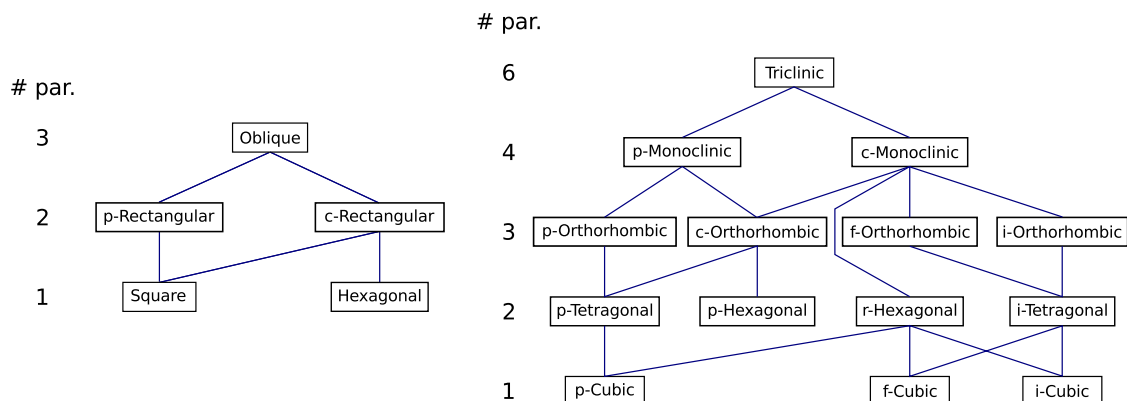 # par.
3 Oblique
2 p-Rectangular c-Rectangular
1 Square Hexagonal
# par.
6 Triclinic
4 p-Monoclinic c-Monoclinic
3 p-Orthorhombic c-Orthorhombic f-Orthorhombic i-Orthorhombic
2 p-Tetragonal p-Hexagonal r-Hexagonal i-Tetragonal
1 p-Cubic f-Cubic i-Cubic